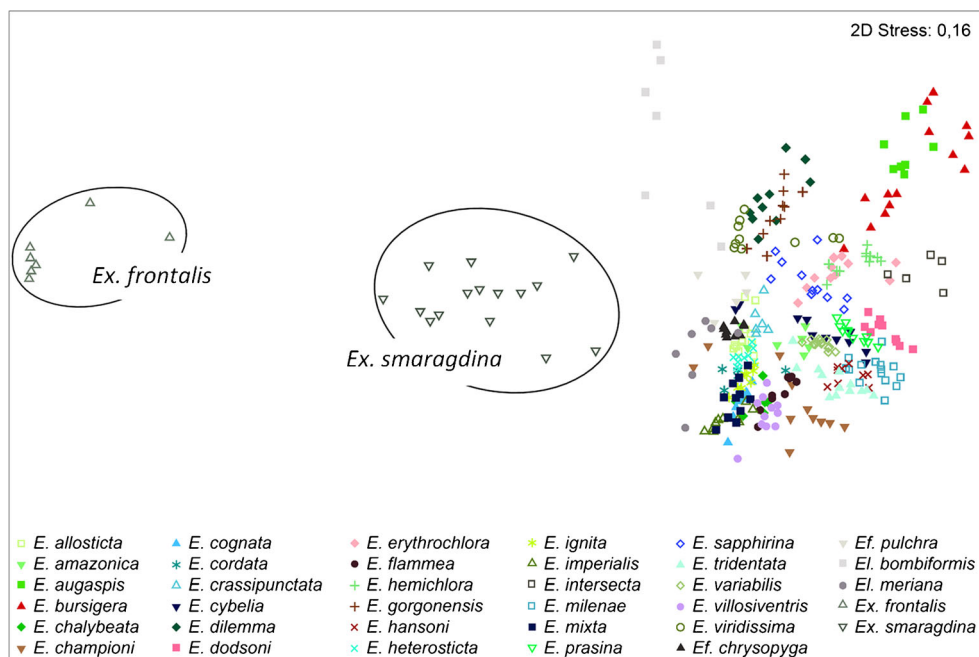 2D Stress: 0,16
Ex. frontalis
Ex. smaragdina
E. allosticta
E. cognata
E. erythrochlora
E. ignita
E. sapphirina
Ef. pulchra
E. amazonica
E. cordata
E. flammea
E. imperialis
E. tridentata
El. bombiformis
E. augaspis
E. crassipunctata
E. hemichlora
E. intersecta
E. variabilis
El. meriana
E. bursigera
E. cybelia
E. gorgonensis
E. milenae
E. villosiventris
Ex. frontalis
E. chalybeata
E. dilemma
E. hansoni
E. mixta
E. viridissima
Ex. smaragdina
E. championi
E. dodsoni
E. heterosticta
E. prasina
Ef. chrysopyga